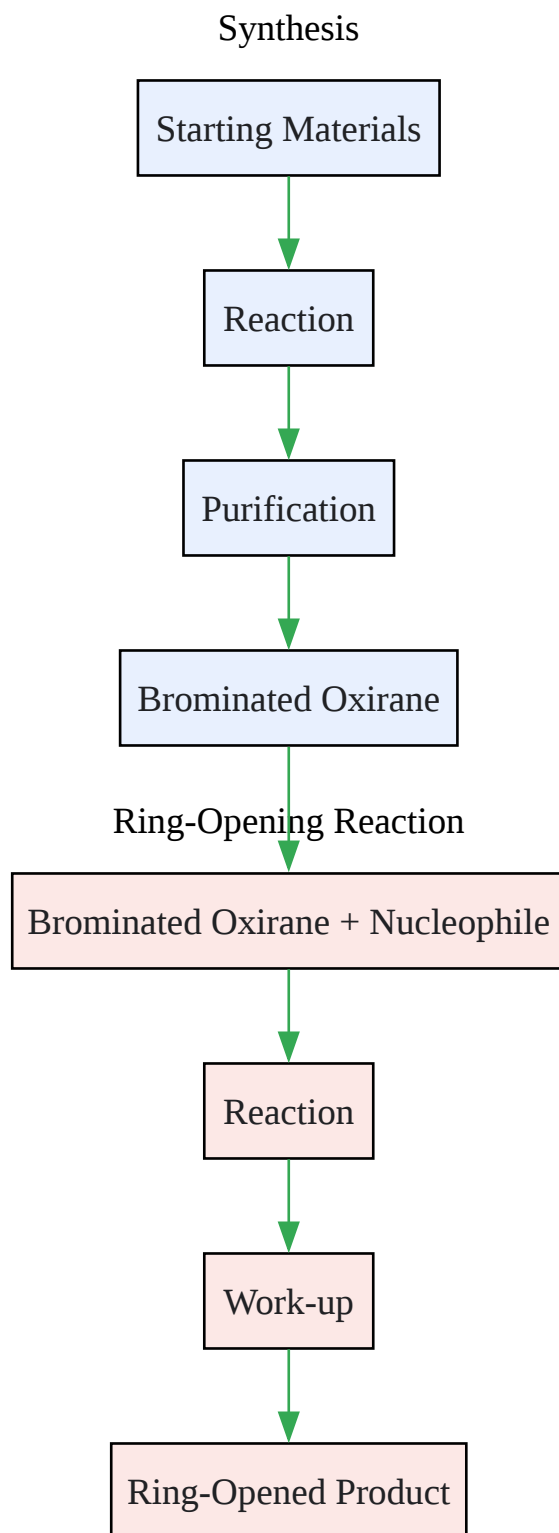 Synthesis
Starting Materials
Reaction
Purification
Brominated Oxirane
Ring-Opening Reaction
Brominated Oxirane + Nucleophile
Reaction
Work-up
Ring-Opened Product